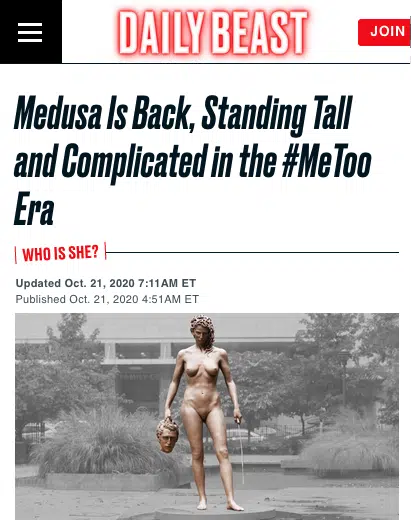 DAILY BEAST
JOIN
Medusa Is Back, Standing Tall
and Complicated in the #MeToo
Era
WHO IS SHE?
Updated Oct. 21, 2020 7:11AM ET
Published Oct. 21, 2020 4:51AM ET